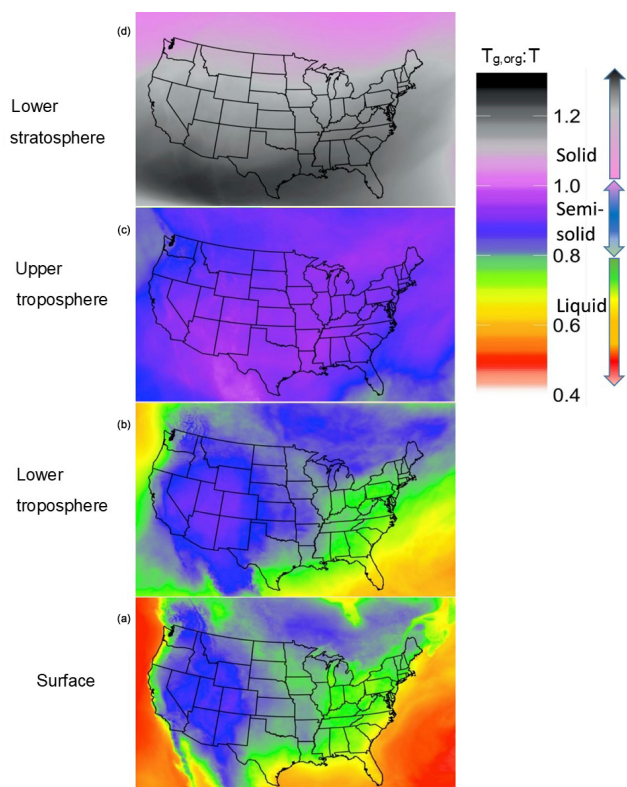 (d)
Lower
stratosphere
(c)
Upper
troposphere
(b)
Lower
troposphere
(a)
Surface
Tg,org:T
1.2
Solid
1.0
Semi-
solid
0.8
Liquid
0.6
0.4